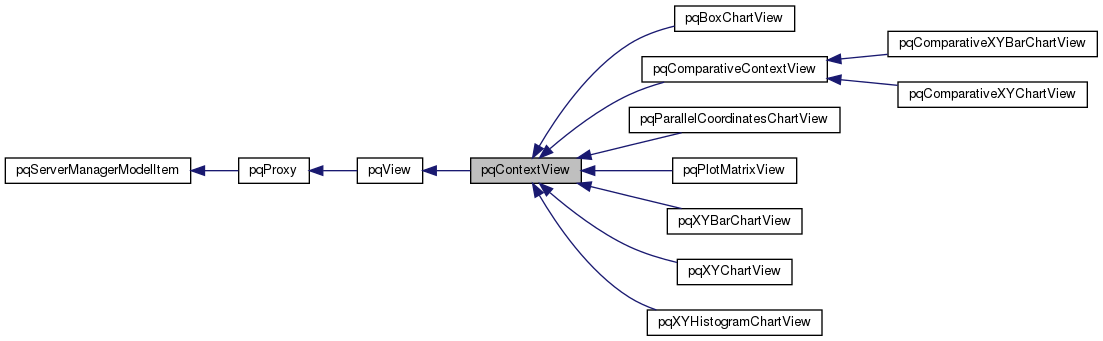 pqBoxChartView
pqComparativeXYBarChartView
pqComparativeContextView
pqComparativeXYChartView
pqParallelCoordinatesChartView
pqServerManagerModelItem
pqProxy
pqView
pqContextView
pqPlotMatrixView
pqXYBarChartView
pqXYChartView
pqXYHistogramChartView